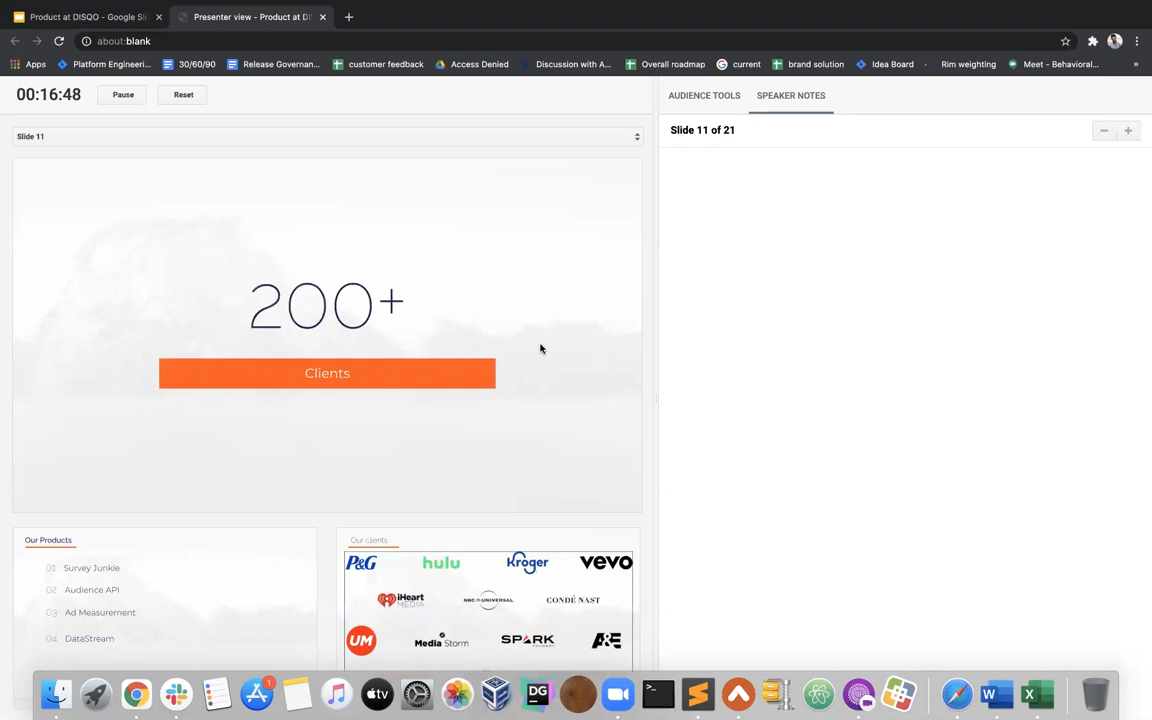 Product at DISQO - Google Sli
Presenter view - Product at Di
about:blank
Apps
Platform Engineeri...
30/60/90
Release Governan...
customer feedback
Access Denied
Discussion with A...
Overall roadmap
current
brand solution
Idea Board
Rim weighting
Meet - Behavioral...
»
00:16:48
Pause
Reset
AUDIENCE TOOLS
SPEAKER NOTES
Slide 11
Slide 11 of 21
200+
Clients
Our Products
01 Survey Junkie
02 Audience API
03 Ad Measurement
04 DataStream
Our clients
P&G hulu Kroger vevo
iHeart MEDIA NBCUNIVERSAL CONDÉ NAST
UM Media Storm SPARK FOUNDRY A&E
1
DG
W
X